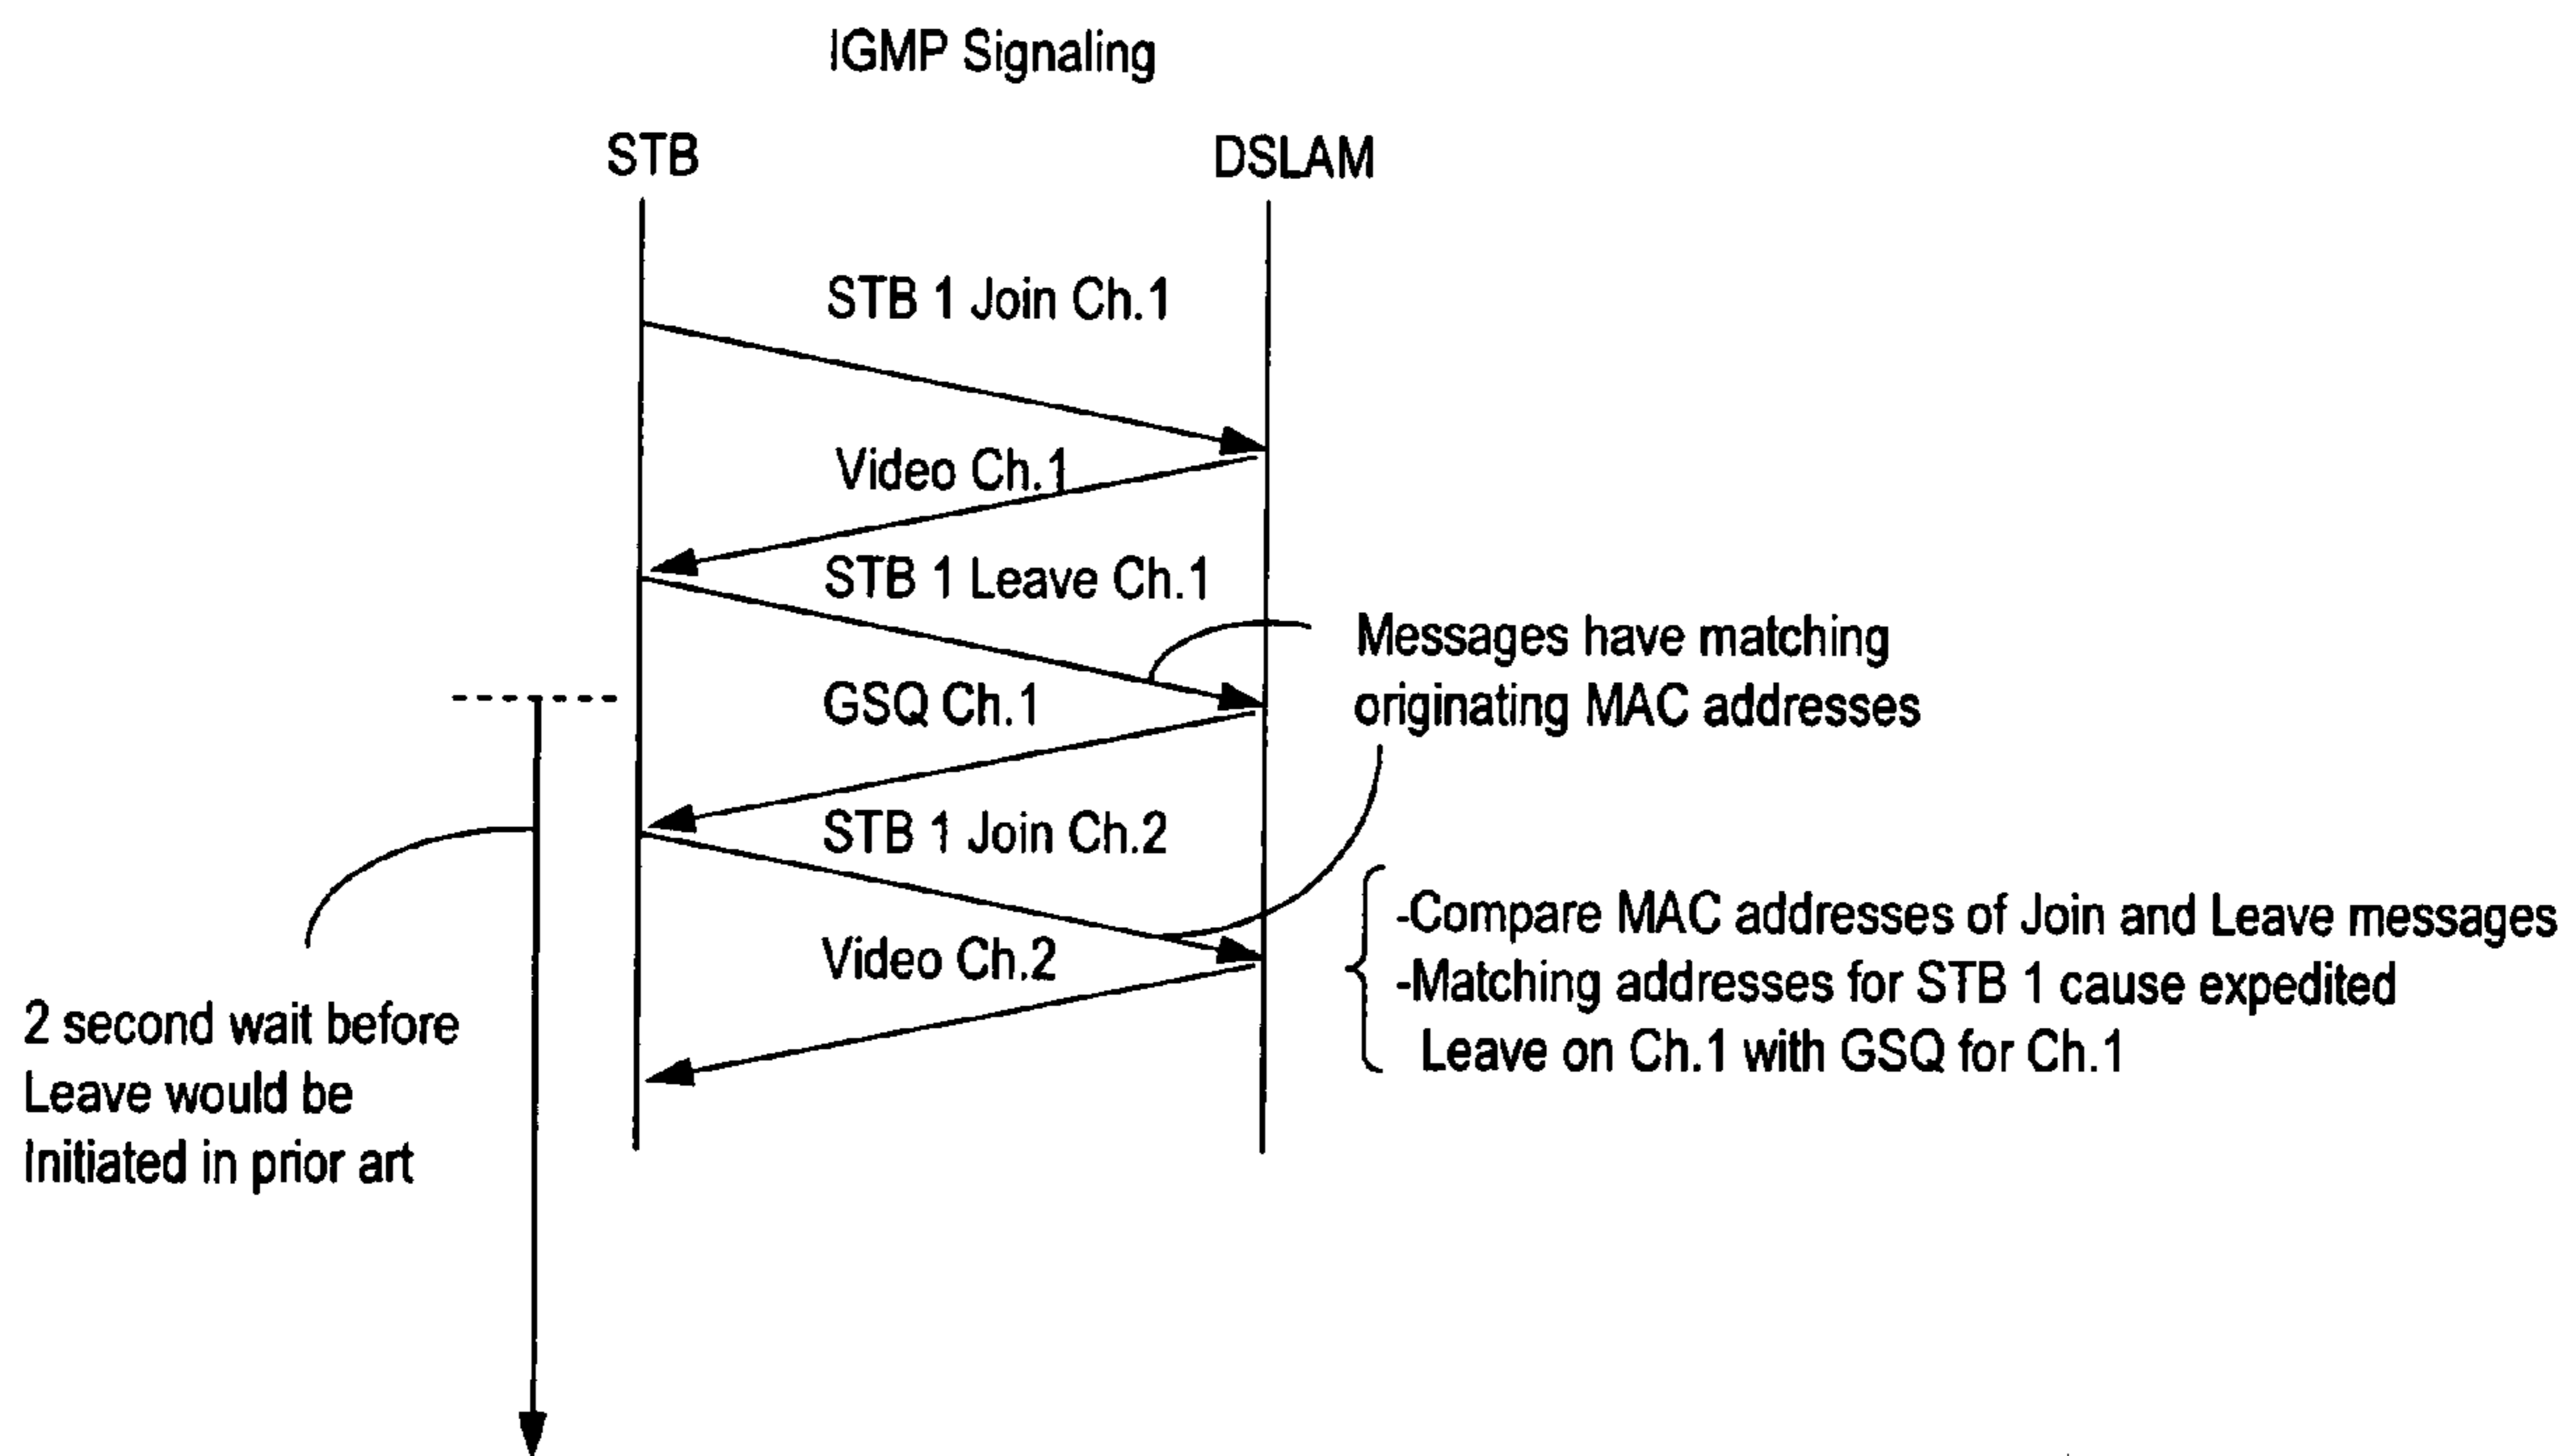 IGMP Signaling
STB
DSLAM
STB 1 Join Ch.1
Video Ch.1
STB 1 Leave Ch.1
Messages have matching
originating MAC addresses
GSQ Ch.1
STB 1 Join Ch.2
-Compare MAC addresses of Join and Leave messages
-Matching addresses for STB 1 cause expedited
Leave on Ch.1 with GSQ for Ch.1
Video Ch.2
2 second wait before
Leave would be
Initiated in prior art